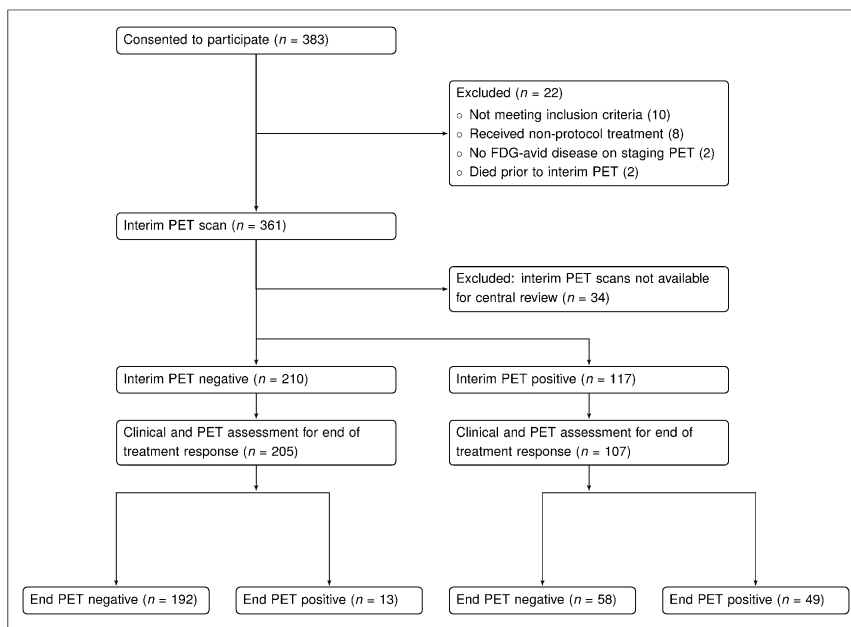 Consented to participate (n = 383)
Excluded (n = 22)
○ Not meeting inclusion criteria (10)
○ Received non-protocol treatment (8)
○ No FDG-avid disease on staging PET (2)
○ Died prior to interim PET (2)
Interim PET scan (n = 361)
Excluded: interim PET scans not available
for central review (n = 34)
Interim PET negative (n = 210)
Interim PET positive (n = 117)
Clinical and PET assessment for end of
treatment response (n = 205)
Clinical and PET assessment for end of
treatment response (n = 107)
End PET negative (n = 192)
End PET positive (n = 13)
End PET negative (n = 58)
End PET positive (n = 49)